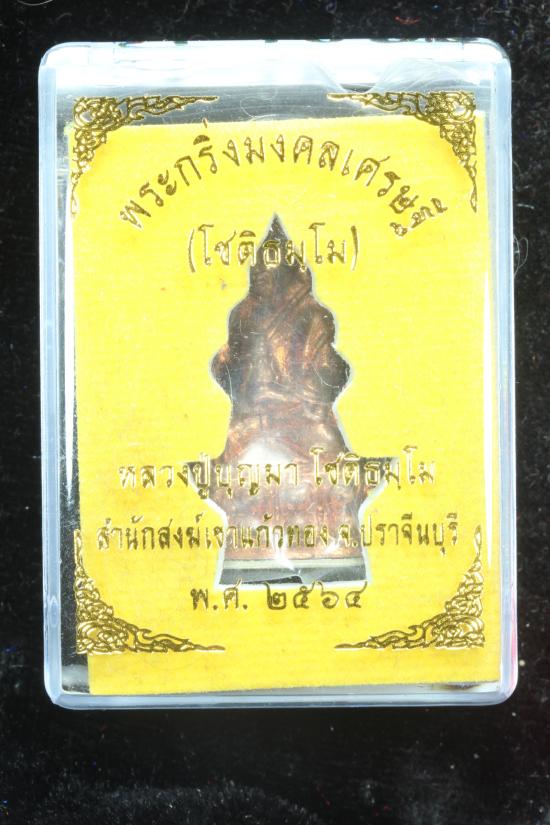 พระกริ่งมงคลเศรษฐี
(โชติธมฺโม)
หลวงปู่บุญมา โชติธมฺโม
สำนักสงฆ์เขาแก้วทอง จ.ปราจีนบุรี
พ.ศ. ๒๕๖๔